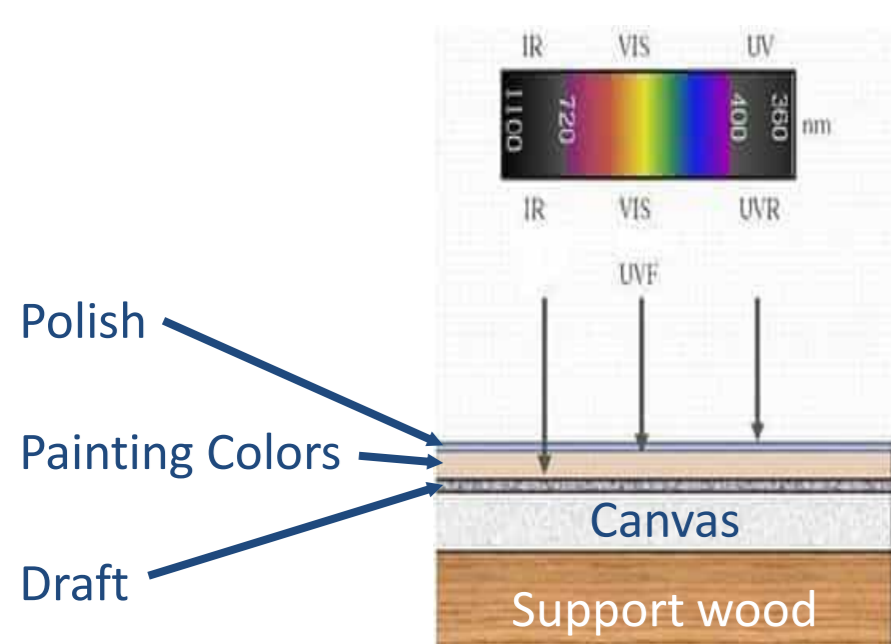 IR VIS UV
1100 720 400 360 nm
IR VIS UVR
UVF
Polish
Painting Colors
Draft
Canvas
Support wood